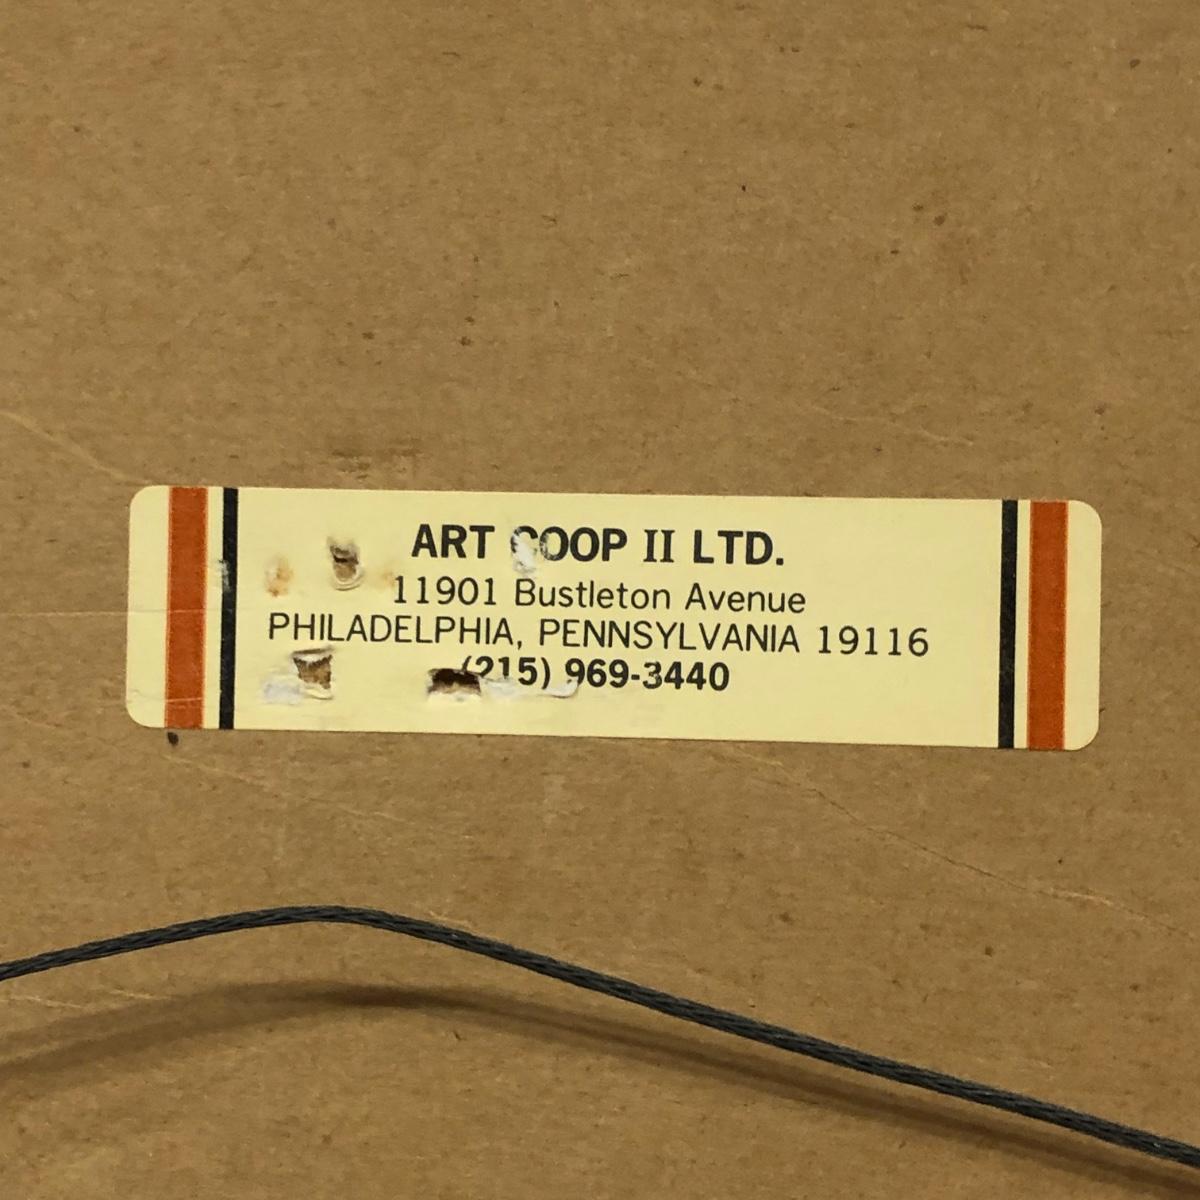 ART COOP II LTD.
11901 Bustleton Avenue
PHILADELPHIA, PENNSYLVANIA 19116
(215) 969-3440